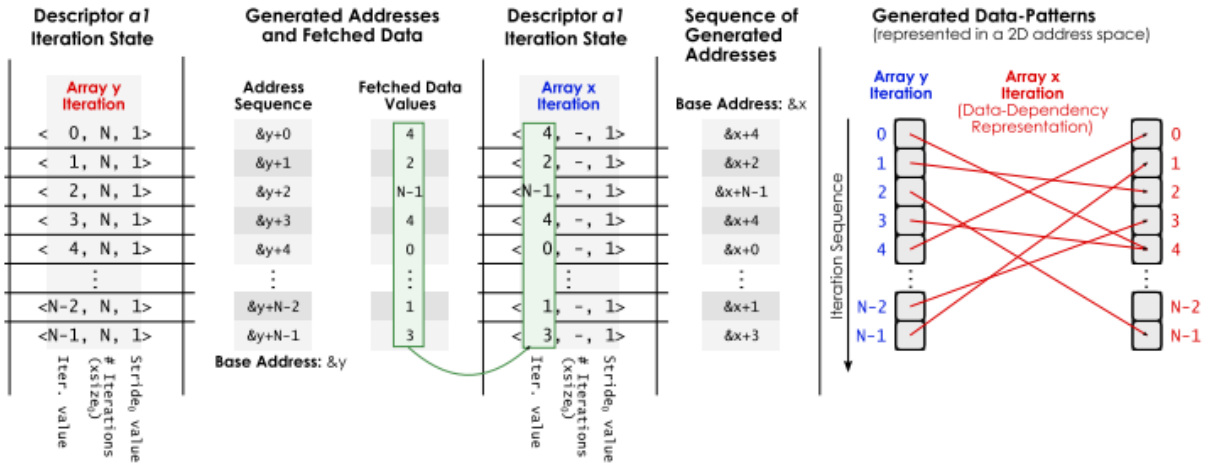 Descriptor a1
Iteration State
Generated Addresses
and Fetched Data
Descriptor a1
Iteration State
Sequence of
Generated
Addresses
Generated Data-Patterns
(represented in a 2D address space)
Array y
Iteration
Address
Sequence
Fetched Data
Values
Array x
Iteration
Base Address: &x
Array y
Iteration
Array x
Iteration
(Data-Dependency
Representation)
< 0, N, 1> &y+0 4 < 4, -, 1> &x+4
< 1, N, 1> &y+1 2 < 2, -, 1> &x+2
< 2, N, 1> &y+2 N-1 <N-1, -, 1> &x+N-1
< 3, N, 1> &y+3 4 < 4, -, 1> &x+4
< 4, N, 1> &y+4 0 < 0, -, 1> &x+0
⋮ ⋮ ⋮ ⋮ ⋮
<N-2, N, 1> &y+N-2 1 < 1, -, 1> &x+1
<N-1, N, 1> &y+N-1 3 < 3, -, 1> &x+3
Base Address: &y
Iter. value
# Iterations
(xsize₀)
Stride₀ value
Iter. value
# Iterations
(xsize₀)
Stride₀ value
Iteration Sequence
0 0
1 1
2 2
3 3
4 4
⋮ ⋮
N-2 N-2
N-1 N-1